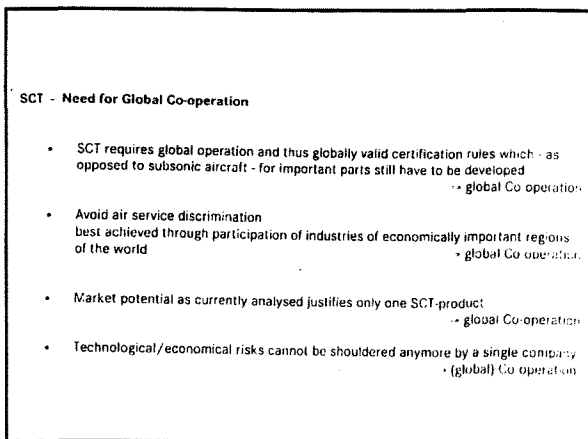 SCT - Need for Global Co-operation
• SCT requires global operation and thus globally valid certification rules which - as
opposed to subsonic aircraft - for important parts still have to be developed
→ global Co operation
• Avoid air service discrimination
best achieved through participation of industries of economically important regions
of the world → global Co operation
• Market potential as currently analysed justifies only one SCT-product
→ global Co-operation
• Technological/economical risks cannot be shouldered anymore by a single company
→ (global) Co operation